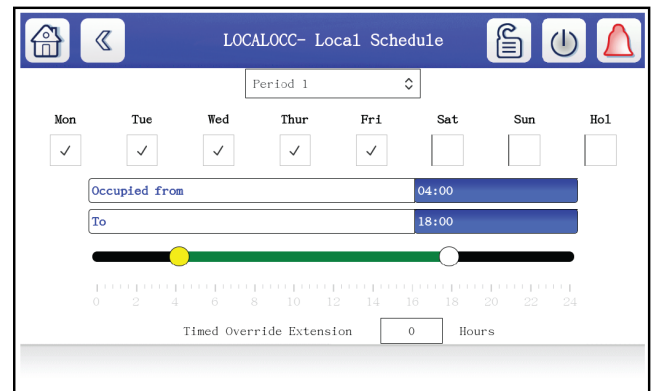 LOCALOCC- Local Schedule
Period 1
Mon Tue Wed Thur Fri Sat Sun Hol
Occupied from 04:00
To 18:00
0 2 4 6 8 10 12 14 16 18 20 22 24
Timed Override Extension 0 Hours